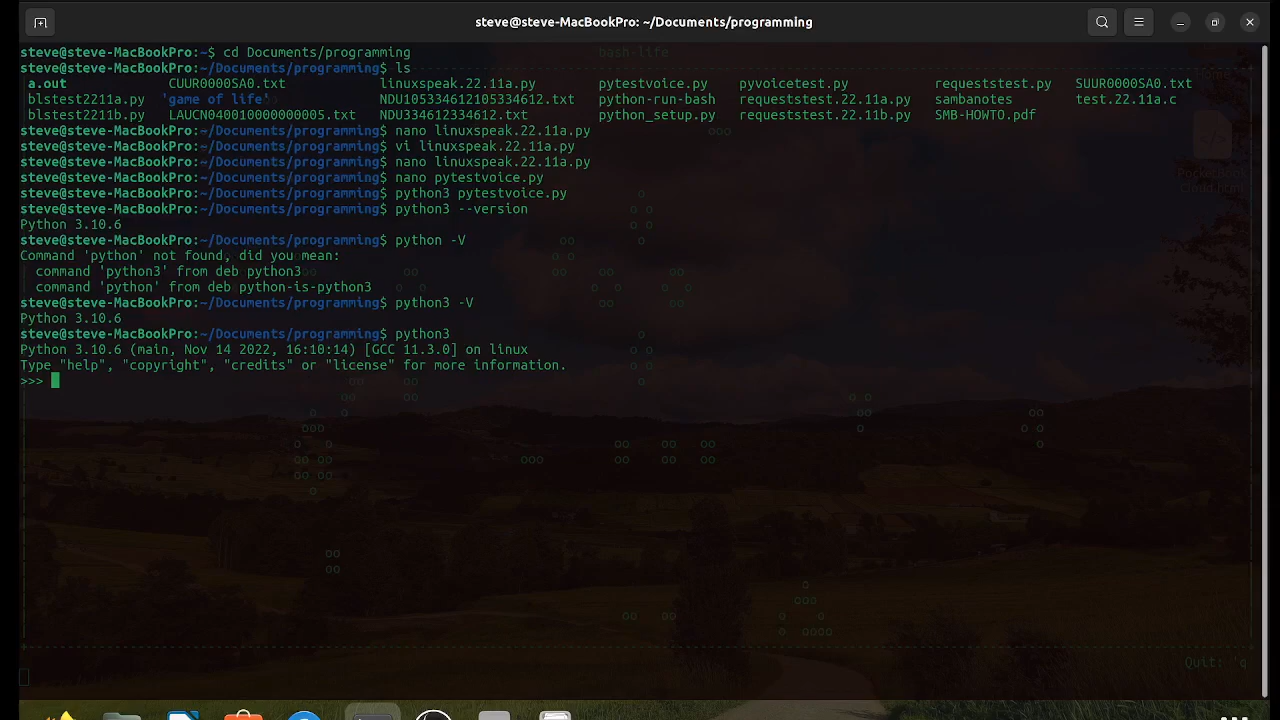 steve@steve-MacBookPro: ~/Documents/programming
steve@steve-MacBookPro:~$ cd Documents/programming
bash-life
steve@steve-MacBookPro:~/Documents/programming$ ls
a.out CUUR0000SA0.txt linuxspeak.22.11a.py pytestvoice.py pyvoicetest.py requeststest.py SUUR0000SA0.txt
blstest2211a.py 'game of life' NDU105334612105334612.txt python-run-bash requeststest.22.11a.py sambanotes test.22.11a.c
blstest2211b.py LAUCN040010000000005.txt NDU334612334612.txt python_setup.py requeststest.22.11b.py SMB-HOWTO.pdf
steve@steve-MacBookPro:~/Documents/programming$ nano linuxspeak.22.11a.py
steve@steve-MacBookPro:~/Documents/programming$ vi linuxspeak.22.11a.py
steve@steve-MacBookPro:~/Documents/programming$ nano linuxspeak.22.11a.py
steve@steve-MacBookPro:~/Documents/programming$ nano pytestvoice.py
steve@steve-MacBookPro:~/Documents/programming$ python3 pytestvoice.py
steve@steve-MacBookPro:~/Documents/programming$ python3 --version
Python 3.10.6
steve@steve-MacBookPro:~/Documents/programming$ python -V
Command 'python' not found, did you mean:
command 'python3' from deb python3
command 'python' from deb python-is-python3
steve@steve-MacBookPro:~/Documents/programming$ python3 -V
Python 3.10.6
steve@steve-MacBookPro:~/Documents/programming$ python3
Python 3.10.6 (main, Nov 14 2022, 16:10:14) [GCC 11.3.0] on linux
Type "help", "copyright", "credits" or "license" for more information.
>>>
Home
Quit: 'q